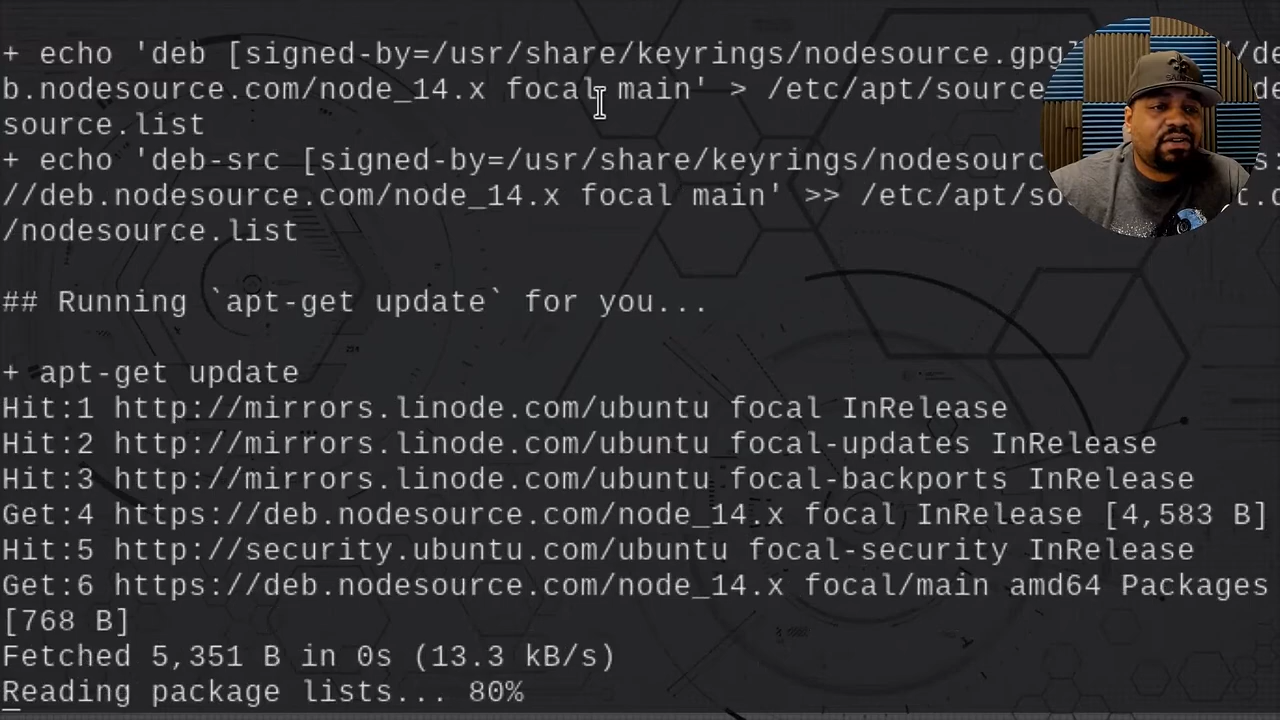 + echo 'deb [signed-by=/usr/share/keyrings/nodesource.gpg
b.nodesource.com/node_14.x focal main' > /etc/apt/source
source.list
+ echo 'deb-src [signed-by=/usr/share/keyrings/nodesourc
//deb.nodesource.com/node_14.x focal main' >> /etc/apt/so t.d
/nodesource.list
## Running `apt-get update` for you...
+ apt-get update
Hit:1 http://mirrors.linode.com/ubuntu focal InRelease
Hit:2 http://mirrors.linode.com/ubuntu focal-updates InRelease
Hit:3 http://mirrors.linode.com/ubuntu focal-backports InRelease
Get:4 https://deb.nodesource.com/node_14.x focal InRelease [4,583 B]
Hit:5 http://security.ubuntu.com/ubuntu focal-security InRelease
Get:6 https://deb.nodesource.com/node_14.x focal/main amd64 Packages
[768 B]
Fetched 5,351 B in 0s (13.3 kB/s)
Reading package lists... 80%